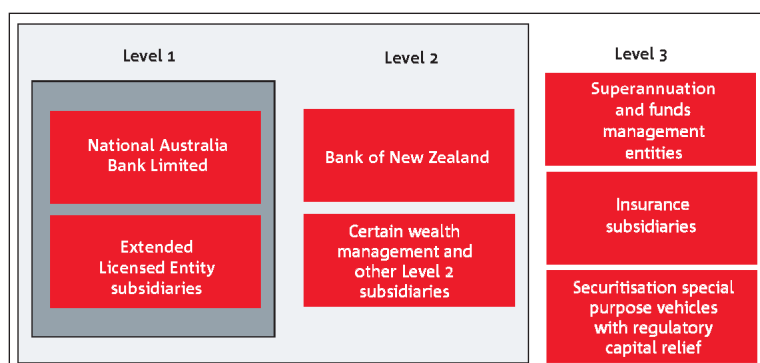 Level 1
National Australia
Bank Limited
Extended
Licensed Entity
subsidiaries
Level 2
Bank of New Zealand
Certain wealth
management and
other Level 2
subsidiaries
Level 3
Superannuation
and funds
management
entities
Insurance
subsidiaries
Securitisation special
purpose vehicles
with regulatory
capital relief